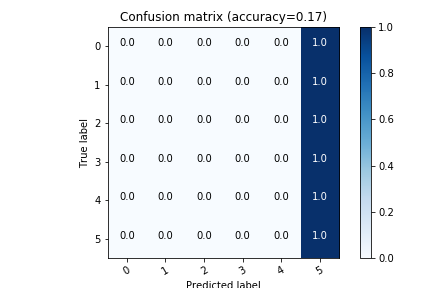 Confusion matrix (accuracy=0.17)
1.0
0 0.0 0.0 0.0 0.0 0.0 1.0
1 0.0 0.0 0.0 0.0 0.0 1.0
0.8
2 0.0 0.0 0.0 0.0 0.0 1.0
0.6
True label
3 0.0 0.0 0.0 0.0 0.0 1.0
0.4
4 0.0 0.0 0.0 0.0 0.0 1.0
0.2
5 0.0 0.0 0.0 0.0 0.0 1.0
0.0
0 1 2 3 4 5
Predicted label